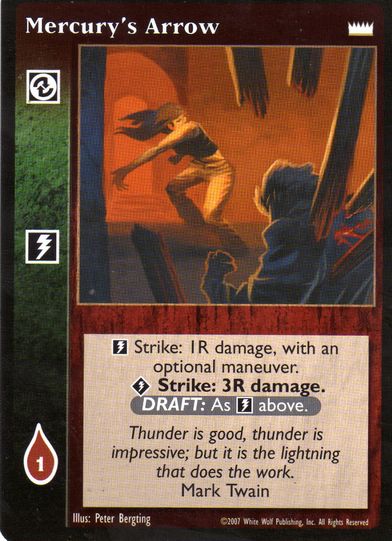 Mercury's Arrow
Strike: 1R damage, with an
optional maneuver.
Strike: 3R damage.
DRAFT: As above.
Thunder is good, thunder is
impressive; but it is the lightning
that does the work.
Mark Twain
1
Illus: Peter Bergting
©2007 White Wolf Publishing, Inc. All Rights Reserved